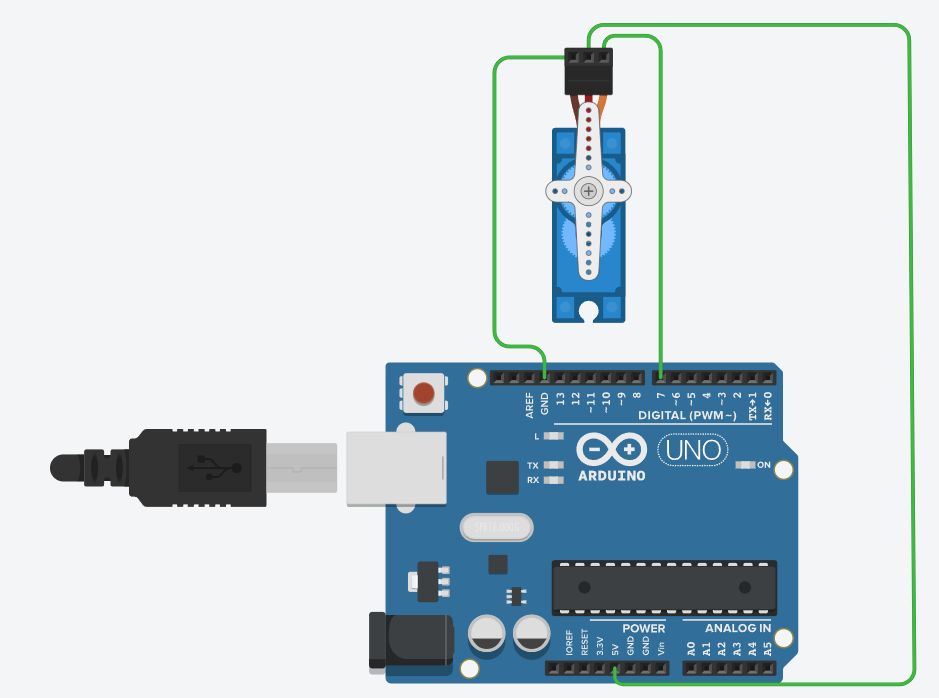 AREF
GND
13
12
~11
~10
~9
8
7
~6
~5
4
~3
2
TX→1
RX←0
DIGITAL (PWM~)
L
TX
RX
ARDUINO
UNO
ON
POWER
ANALOG IN
IOREF
RESET
3.3V
5V
GND
GND
Vin
A0
A1
A2
A3
A4
A5